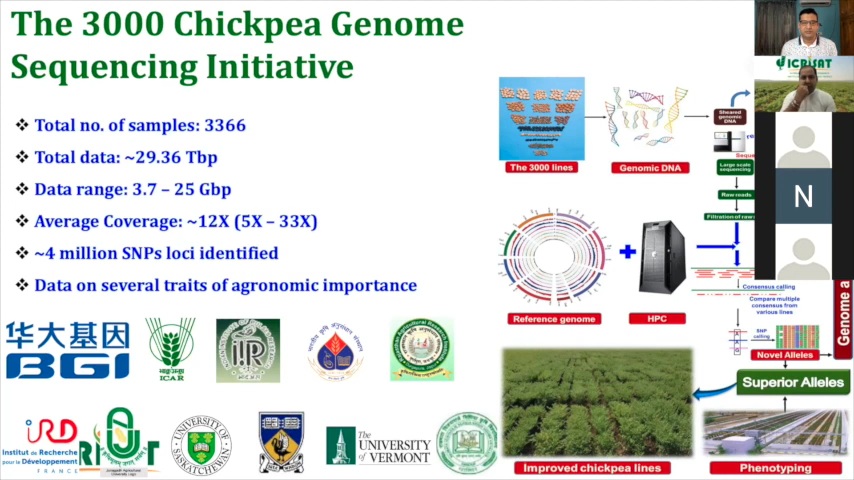 The 3000 Chickpea Genome
Sequencing Initiative
❖ Total no. of samples: 3366
❖ Total data: ~29.36 Tbp
❖ Data range: 3.7 – 25 Gbp
❖ Average Coverage: ~12X (5X – 33X)
❖ ~4 million SNPs loci identified
❖ Data on several traits of agronomic importance
ICRISAT
N
The 3000 lines
Genomic DNA
Sheared
genomic
DNA
Large scale
sequencing
Raw reads
Filtration of raw
Reference genome
HPC
Consensus calling
Compare multiple
consensus from
various lines
SNP
calling
Novel Alleles
Genome a
Superior Alleles
Improved chickpea lines
Phenotyping
华大基因
BGI
ICAR
IRD
Institut de Recherche
pour le Développement
FRANCE
UNIVERSITY OF
SASKATCHEWAN
The
UNIVERSITY
of VERMONT